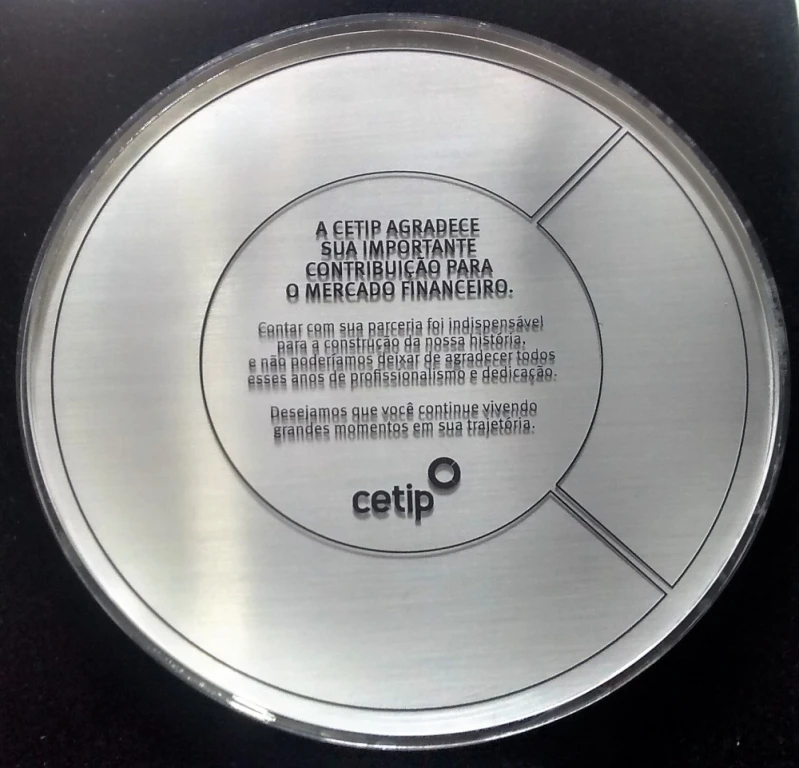 A CETIP AGRADECE
SUA IMPORTANTE
CONTRIBUIÇÃO PARA
O MERCADO FINANCEIRO.
Contar com sua parceria foi indispensável
para a construção da nossa história,
e não poderíamos deixar de agradecer todos
esses anos de profissionalismo e dedicação.
Desejamos que você continue vivendo
grandes momentos em sua trajetória.
cetip